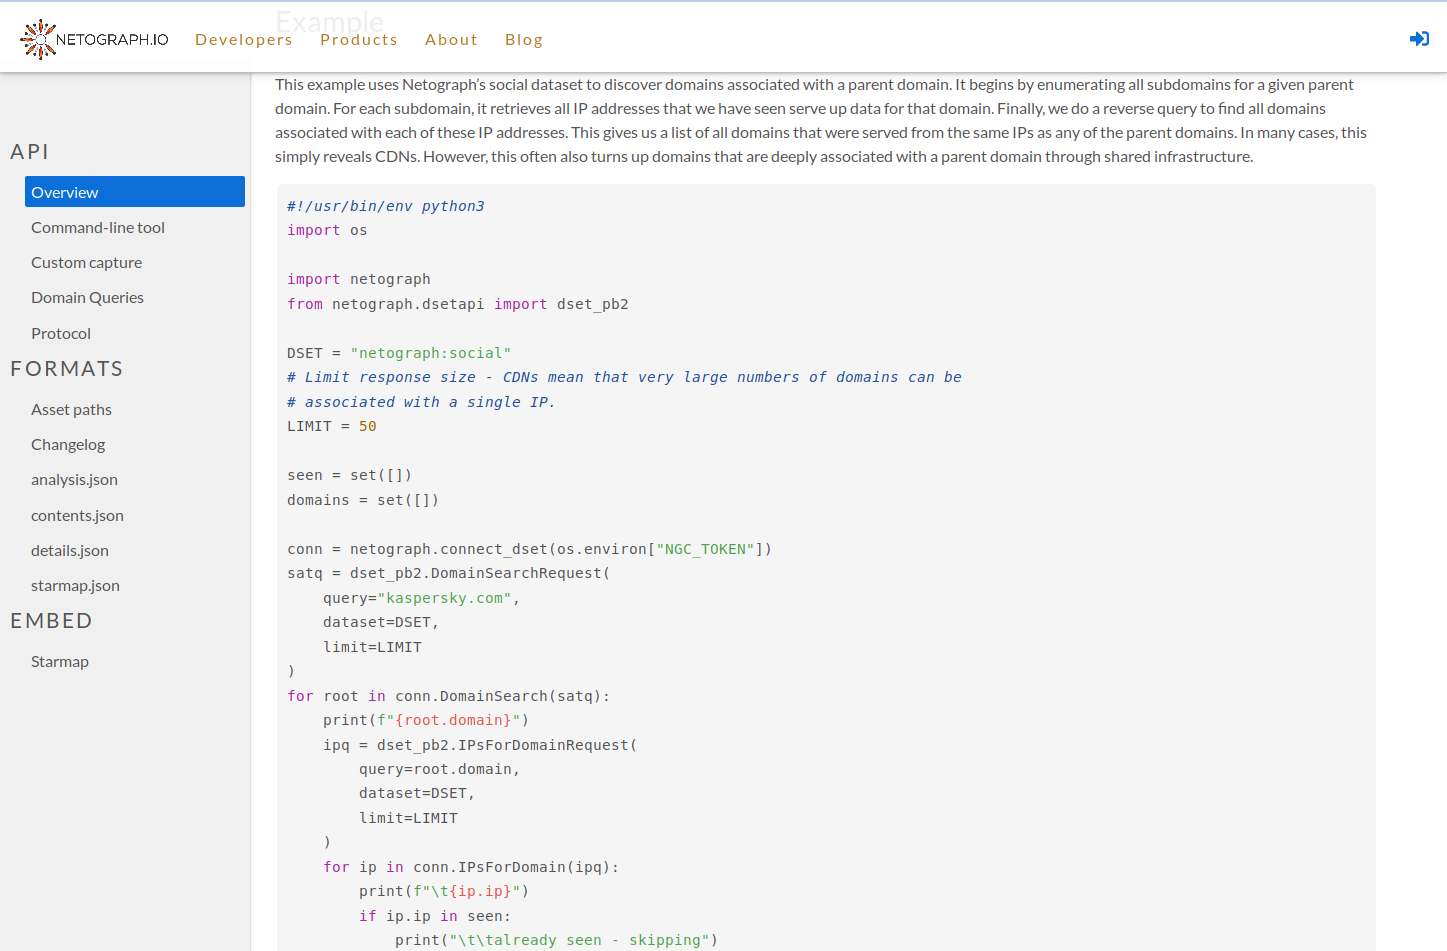 Example
NETOGRAPH.IO Developers Products About Blog
This example uses Netograph's social dataset to discover domains associated with a parent domain. It begins by enumerating all subdomains for a given parent
domain. For each subdomain, it retrieves all IP addresses that we have seen serve up data for that domain. Finally, we do a reverse query to find all domains
associated with each of these IP addresses. This gives us a list of all domains that were served from the same IPs as any of the parent domains. In many cases, this
simply reveals CDNs. However, this often also turns up domains that are deeply associated with a parent domain through shared infrastructure.
API
Overview
Command-line tool
Custom capture
Domain Queries
Protocol
FORMATS
Asset paths
Changelog
analysis.json
contents.json
details.json
starmap.json
EMBED
Starmap
#!/usr/bin/env python3
import os
import netograph
from netograph.dsetapi import dset_pb2
DSET = "netograph:social"
# Limit response size - CDNs mean that very large numbers of domains can be
# associated with a single IP.
LIMIT = 50
seen = set([])
domains = set([])
conn = netograph.connect_dset(os.environ["NGC_TOKEN"])
satq = dset_pb2.DomainSearchRequest(
    query="kaspersky.com",
    dataset=DSET,
    limit=LIMIT
)
for root in conn.DomainSearch(satq):
    print(f"{root.domain}")
    ipq = dset_pb2.IPsForDomainRequest(
        query=root.domain,
        dataset=DSET,
        limit=LIMIT
    )
    for ip in conn.IPsForDomain(ipq):
        print(f"\t{ip.ip}")
        if ip.ip in seen:
            print("\t\talready seen - skipping")